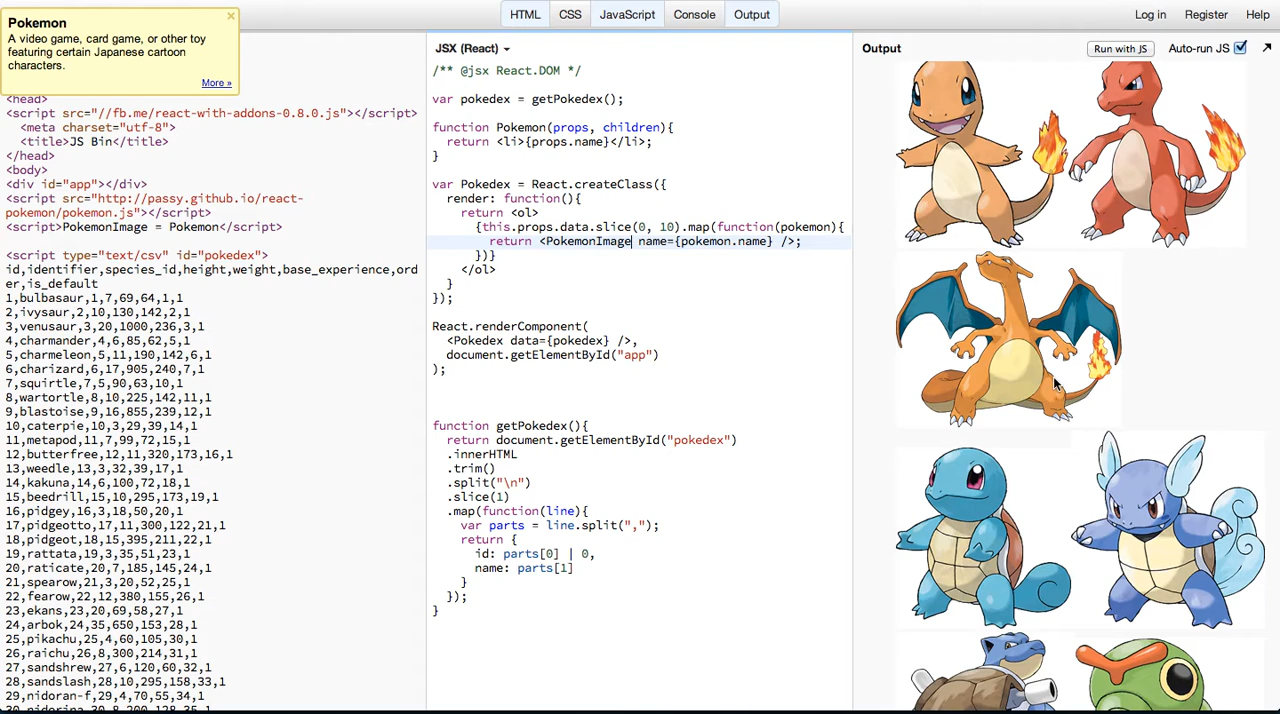 HTML CSS JavaScript Console Output Log in Register Help
Pokemon
A video game, card game, or other toy
featuring certain Japanese cartoon
characters.
More »
<head>
<script src="//fb.me/react-with-addons-0.8.0.js"></script>
<meta charset="utf-8">
<title>JS Bin</title>
</head>
<body>
<div id="app"></div>
<script src="http://passy.github.io/react-
pokemon/pokemon.js"></script>
<script>PokemonImage = Pokemon</script>
<script type="text/csv" id="pokedex">
id,identifier,species_id,height,weight,base_experience,ord
er,is_default
1,bulbasaur,1,7,69,64,1,1
2,ivysaur,2,10,130,142,2,1
3,venusaur,3,20,1000,236,3,1
4,charmander,4,6,85,62,5,1
5,charmeleon,5,11,190,142,6,1
6,charizard,6,17,905,240,7,1
7,squirtle,7,5,90,63,10,1
8,wartortle,8,10,225,142,11,1
9,blastoise,9,16,855,239,12,1
10,caterpie,10,3,29,39,14,1
11,metapod,11,7,99,72,15,1
12,butterfree,12,11,320,173,16,1
13,weedle,13,3,32,39,17,1
14,kakuna,14,6,100,72,18,1
15,beedrill,15,10,295,173,19,1
16,pidgey,16,3,18,50,20,1
17,pidgeotto,17,11,300,122,21,1
18,pidgeot,18,15,395,211,22,1
19,rattata,19,3,35,51,23,1
20,raticate,20,7,185,145,24,1
21,spearow,21,3,20,52,25,1
22,fearow,22,12,380,155,26,1
23,ekans,23,20,69,58,27,1
24,arbok,24,35,650,153,28,1
25,pikachu,25,4,60,105,30,1
26,raichu,26,8,300,214,31,1
27,sandshrew,27,6,120,60,32,1
28,sandslash,28,10,295,158,33,1
29,nidoran-f,29,4,70,55,34,1
JSX (React)
/** @jsx React.DOM */
var pokedex = getPokedex();
function Pokemon(props, children){
return <li>{props.name}</li>;
}
var Pokedex = React.createClass({
render: function(){
return <ol>
{this.props.data.slice(0, 10).map(function(pokemon){
return <PokemonImage name={pokemon.name} />;
})}
</ol>
}
});
React.renderComponent(
<Pokedex data={pokedex} />,
document.getElementById("app")
);
function getPokedex(){
return document.getElementById("pokedex")
.innerHTML
.trim()
.split("\n")
.slice(1)
.map(function(line){
var parts = line.split(",");
return {
id: parts[0] | 0,
name: parts[1]
}
});
}
Output Run with JS Auto-run JS